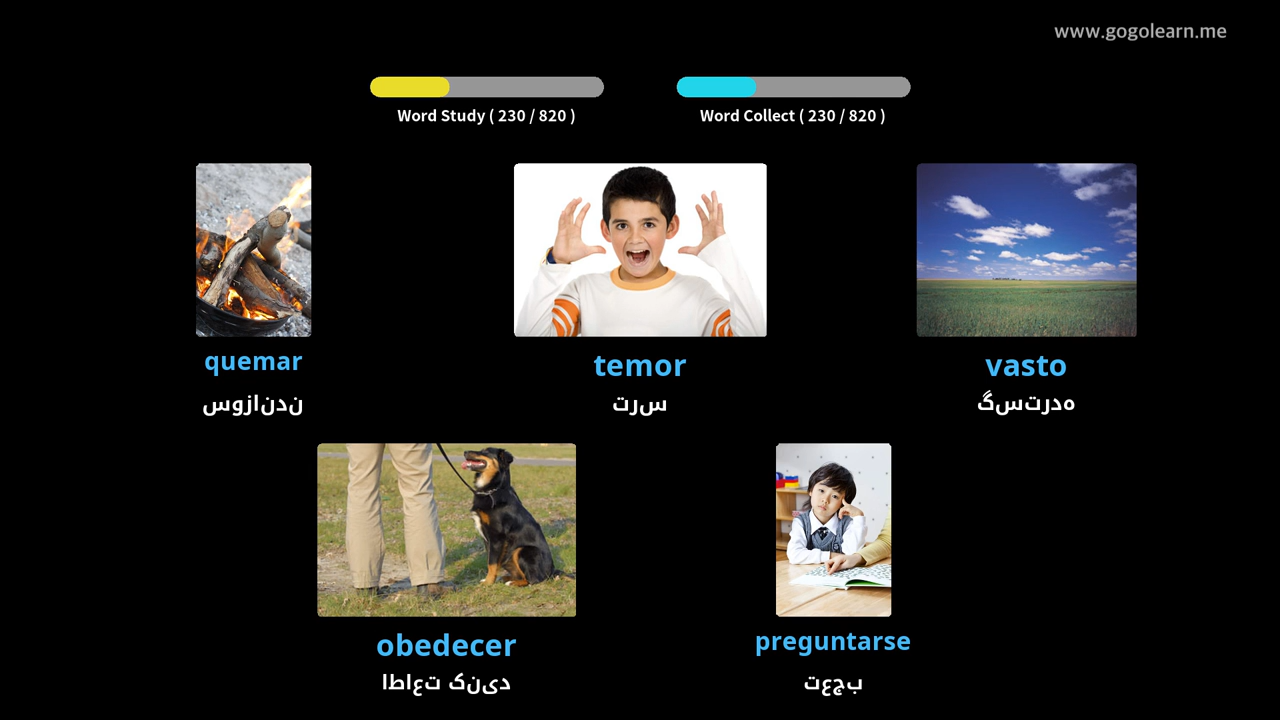 www.gogolearn.me
Word Study ( 230 / 820 )
Word Collect ( 230 / 820 )
quemar
سوزاندن
temor
ترس
vasto
گسترده
obedecer
اطاعت کنید
preguntarse
تعجب